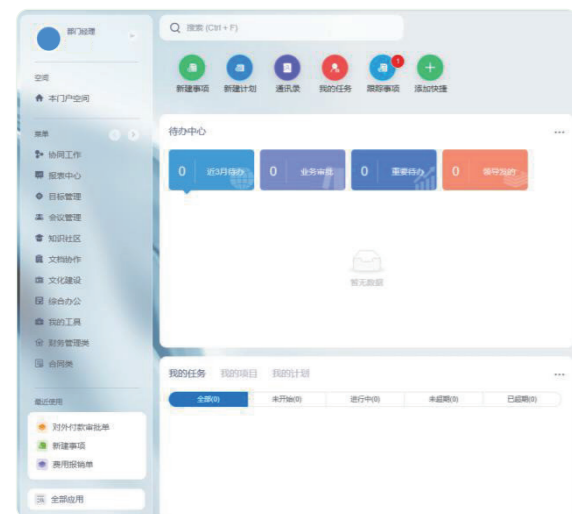 部门经理
空间
本门户空间
菜单
协同工作
报表中心
目标管理
会议管理
知识社区
文档协作
文化建设
综合办公
我的工具
财务管理类
合同类
最近使用
对外付款审批单
新建事项
费用报销单
全部应用
搜索 (Ctrl + F)
新建事项 新建计划 通讯录 我的任务 跟踪事项 1 添加快捷
待办中心
0 近3月待办 0 业务审批 0 重要待办 0 领导发的
暂无数据
我的任务 我的项目 我的计划
全部(0) 未开始(0) 进行中(0) 未超期(0) 已超期(0)